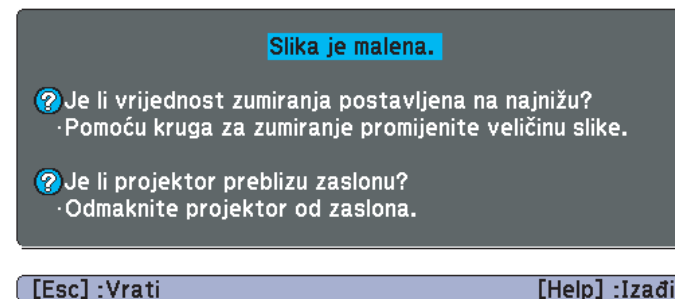 Slika je malena.
?Je li vrijednost zumiranja postavljena na najnižu?
·Pomoću kruga za zumiranje promijenite veličinu slike.
?Je li projektor preblizu zaslonu?
·Odmaknite projektor od zaslona.
[Esc] :Vrati [Help] :Izađi